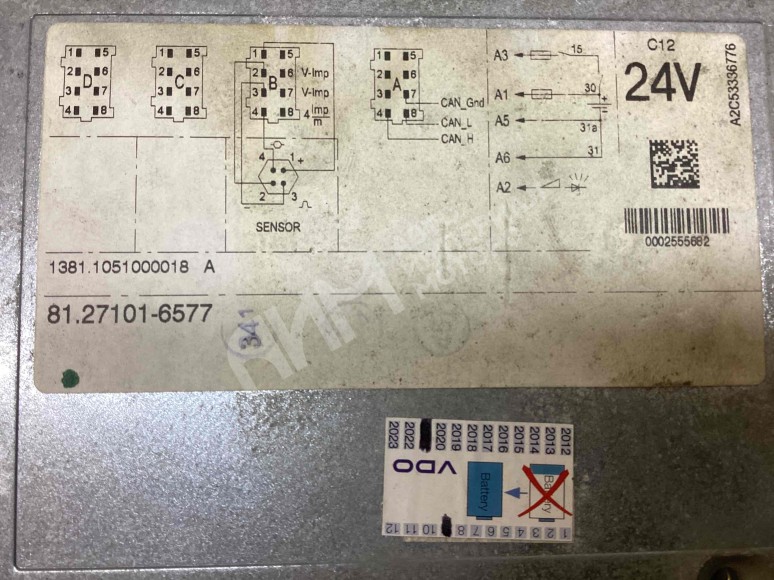 1 5
2 6
3 7
4 8
D
1 5
2 6
3 7
4 8
C
1 5
2 6 V-Imp
3 7 V-Imp
4 8 4 Imp
m
B
1 5
2 6
3 7
4 8
A
CAN_Gnd
CAN_L
CAN_H
4 1 +
2 3
SENSOR
A3 15
A1 30
A5 31a
A6 31
A2
C12
24V
A2C53336776
0002555682
1381.1051000018 A
81.27101-6577
341
2023 2022 2020 2019 2018 2017 2016 2015 2014 2013 2012
VDO
Battery
Battery
12 11 10 8 7 6 5 4 3 2 1